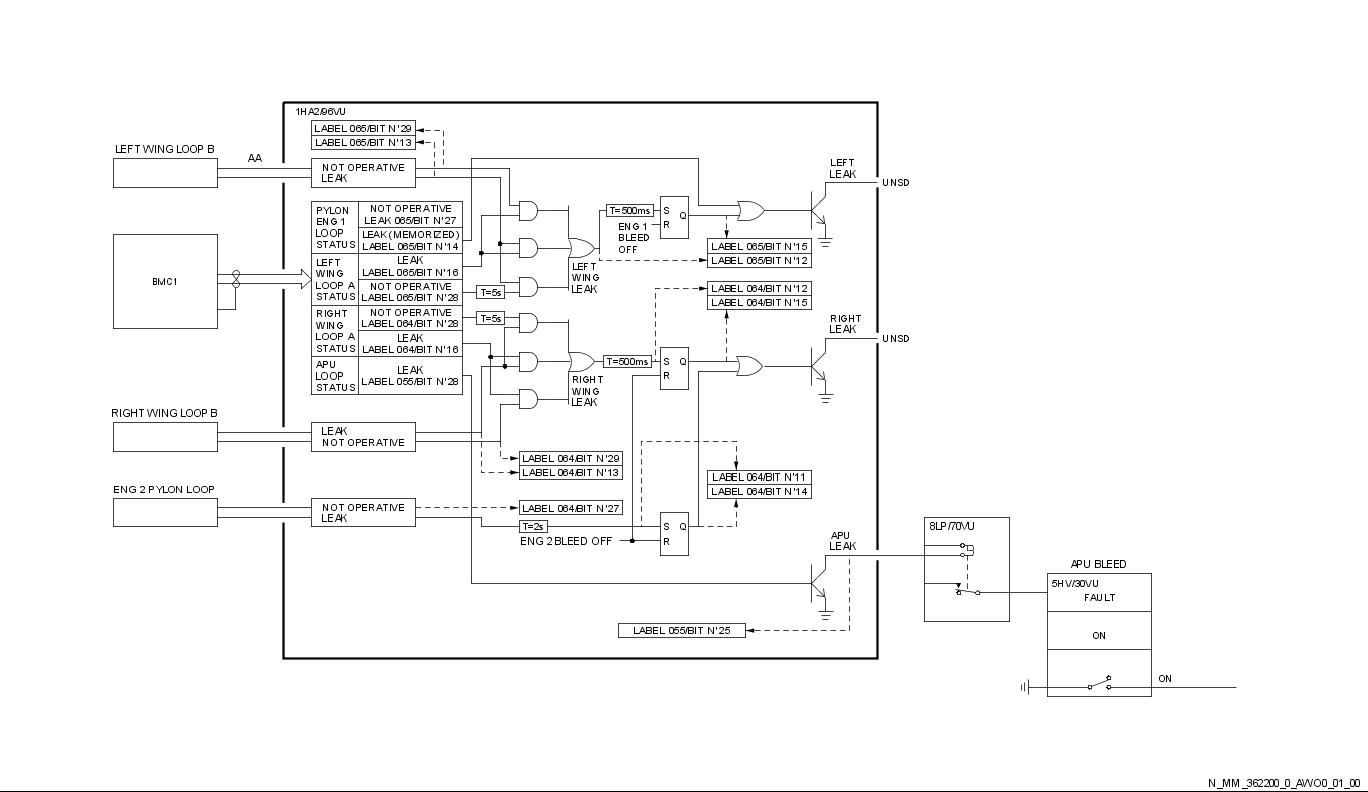 1HA2/96VU
LABEL 065/BIT N'29
LABEL 065/BIT N'13
LEFT WING LOOP B
AA
NOT OPERATIVE
LEAK
PYLON
ENG 1
LOOP
STATUS
NOT OPERATIVE
LEAK 065/BIT N'27
LEAK (MEMORIZED)
LABEL 065/BIT N'14
LEFT
WING
LOOP A
STATUS
LEAK
LABEL 065/BIT N'16
NOT OPERATIVE
LABEL 065/BIT N'28
RIGHT
WING
LOOP A
STATUS
NOT OPERATIVE
LABEL 064/BIT N'28
LEAK
LABEL 064/BIT N'16
APU
LOOP
STATUS
LEAK
LABEL 055/BIT N'28
BMC1
T=5s
T=5s
LEFT
WING
LEAK
RIGHT
WING
LEAK
T=500ms
S
Q
R
ENG 1
BLEED
OFF
LABEL 065/BIT N'15
LABEL 065/BIT N'12
LABEL 064/BIT N'12
LABEL 064/BIT N'15
LEFT
LEAK
UNSD
RIGHT
LEAK
UNSD
T=500ms
S
Q
R
RIGHT WING LOOP B
LEAK
NOT OPERATIVE
LABEL 064/BIT N'29
LABEL 064/BIT N'13
LABEL 064/BIT N'11
LABEL 064/BIT N'14
ENG 2 PYLON LOOP
NOT OPERATIVE
LEAK
LABEL 064/BIT N'27
T=2s
ENG 2 BLEED OFF
S
Q
R
APU
LEAK
LABEL 055/BIT N'25
8LP/70VU
APU BLEED
5HV/30VU
FAULT
ON
ON
N_MM_362200_0_AWO0_01_00